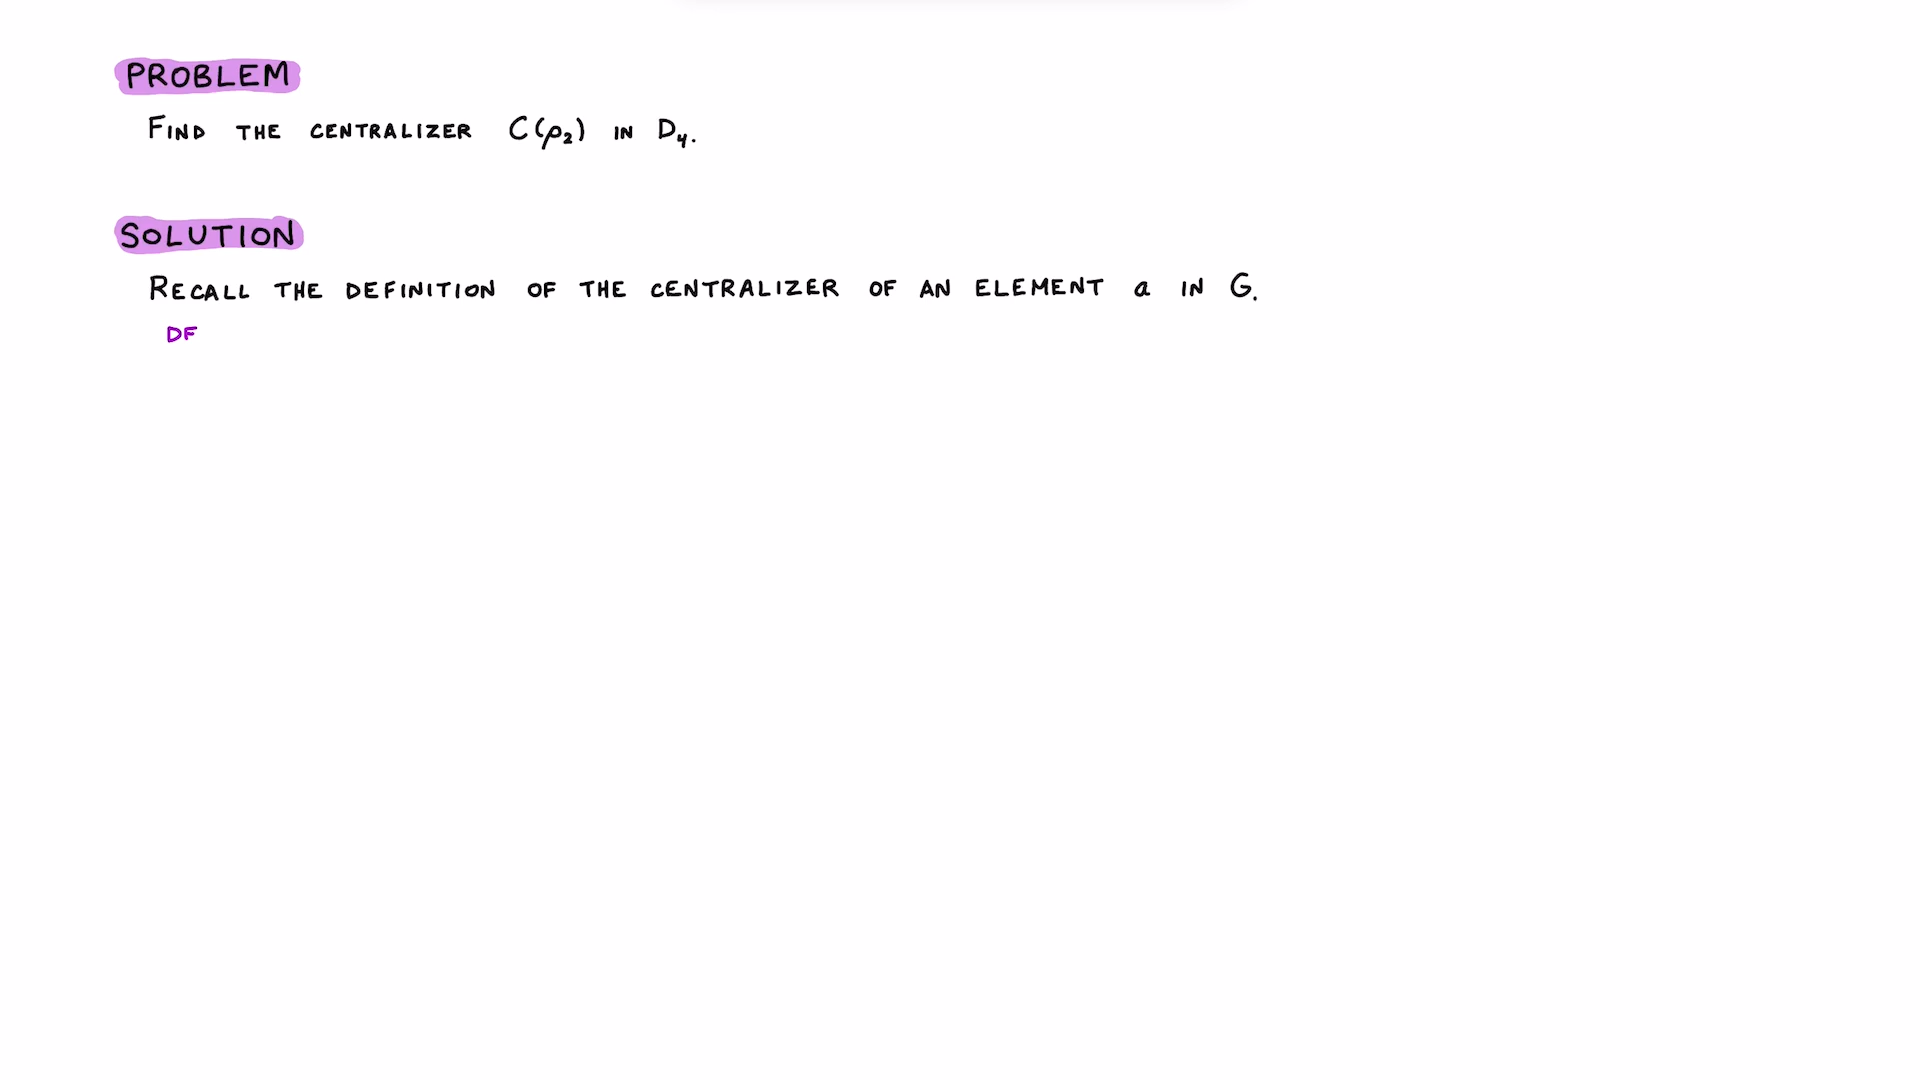 PROBLEM
FIND THE CENTRALIZER C(ρ₂) IN D₄.
SOLUTION
RECALL THE DEFINITION OF THE CENTRALIZER OF AN ELEMENT a IN G.
DF